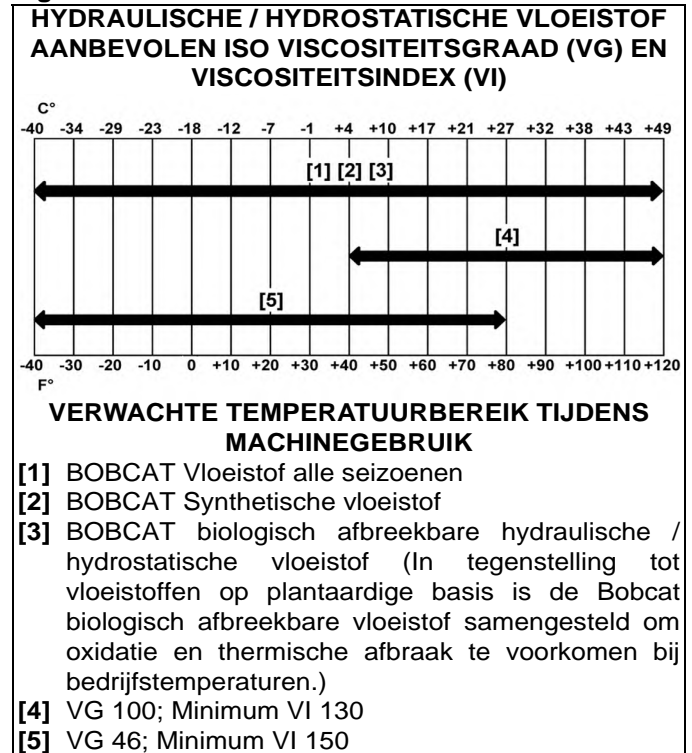 HYDRAULISCHE / HYDROSTATISCHE VLOEISTOF
AANBEVOLEN ISO VISCOSITEITSGRAAD (VG) EN
VISCOSITEITSINDEX (VI)
C°
-40 -34 -29 -23 -18 -12 -7 -1 +4 +10 +17 +21 +27 +32 +38 +43 +49
[1] [2] [3]
[4]
[5]
-40 -30 -20 -10 0 +10 +20 +30 +40 +50 +60 +70 +80 +90 +100 +110 +120
F°
VERWACHTE TEMPERATUURBEREIK TIJDENS
MACHINEGEBRUIK
[1] BOBCAT Vloeistof alle seizoenen
[2] BOBCAT Synthetische vloeistof
[3] BOBCAT biologisch afbreekbare hydraulische /
hydrostatische vloeistof (In tegenstelling tot
vloeistoffen op plantaardige basis is de Bobcat
biologisch afbreekbare vloeistof samengesteld om
oxidatie en thermische afbraak te voorkomen bij
bedrijfstemperaturen.)
[4] VG 100; Minimum VI 130
[5] VG 46; Minimum VI 150